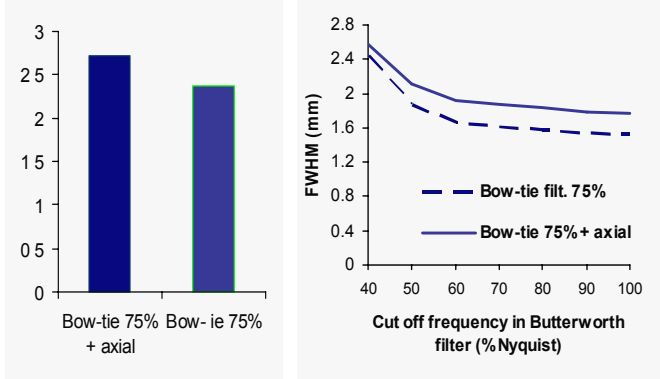 3
2 5
2
1 5
1
0 5
0
Bow-tie 75% Bow- ie 75%
+ axial
FWHM (mm)
2.8
2.4
2
1.6
1.2
0.8
0.4
0
Bow-tie filt. 75%
Bow-tie 75% + axial
40 50 60 70 80 90 100
Cut off frequency in Butterworth
filter (%Nyquist)